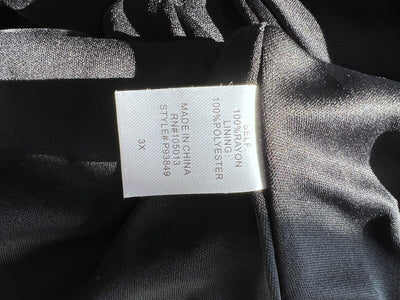 SELF
100%RAYON
LINING
100%POLYESTER
MADE IN CHINA
RN#105013
STYLE#P93849
3X